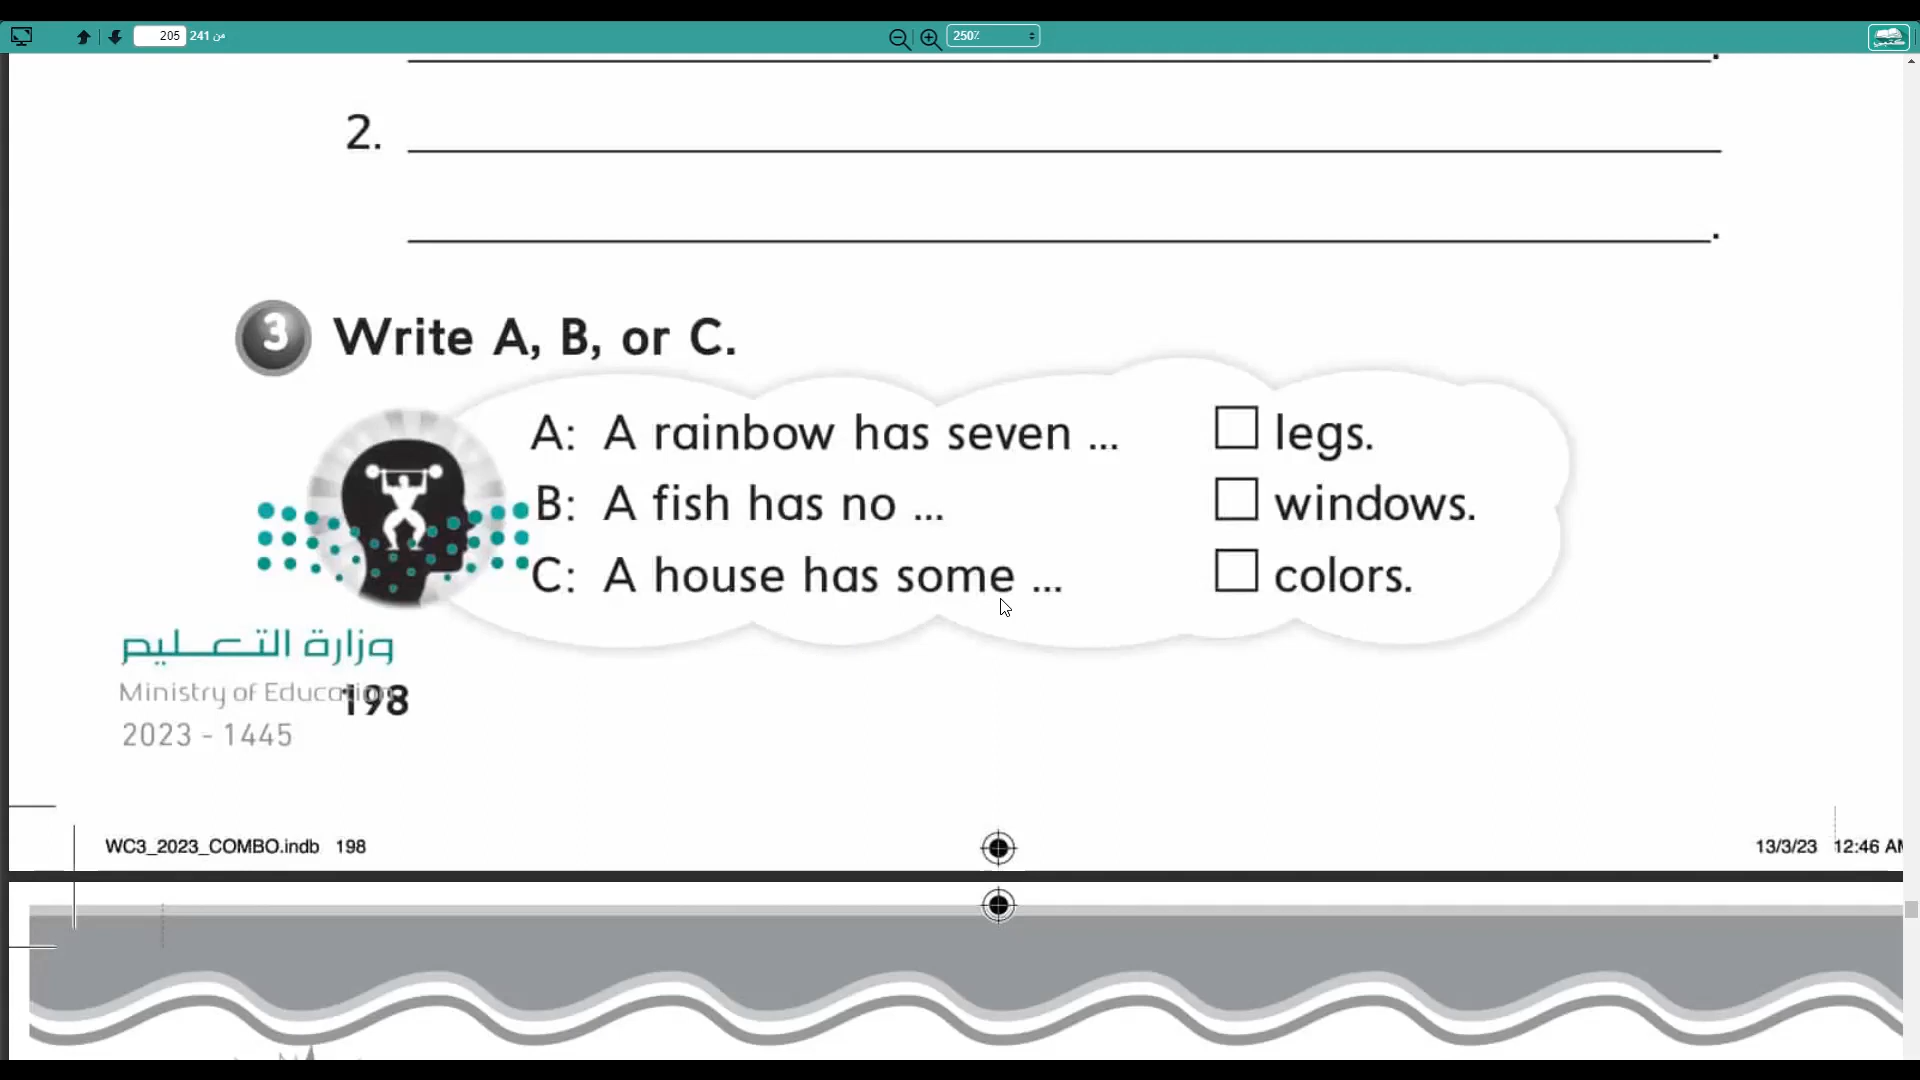 205 من 241
250٪
كتبي
2.
3 Write A, B, or C.
A: A rainbow has seven ... legs.
B: A fish has no ... windows.
C: A house has some ... colors.
وزارة التعليم
Ministry of Education
198
2023 - 1445
WC3_2023_COMBO.indb 198
13/3/23 12:46 AM